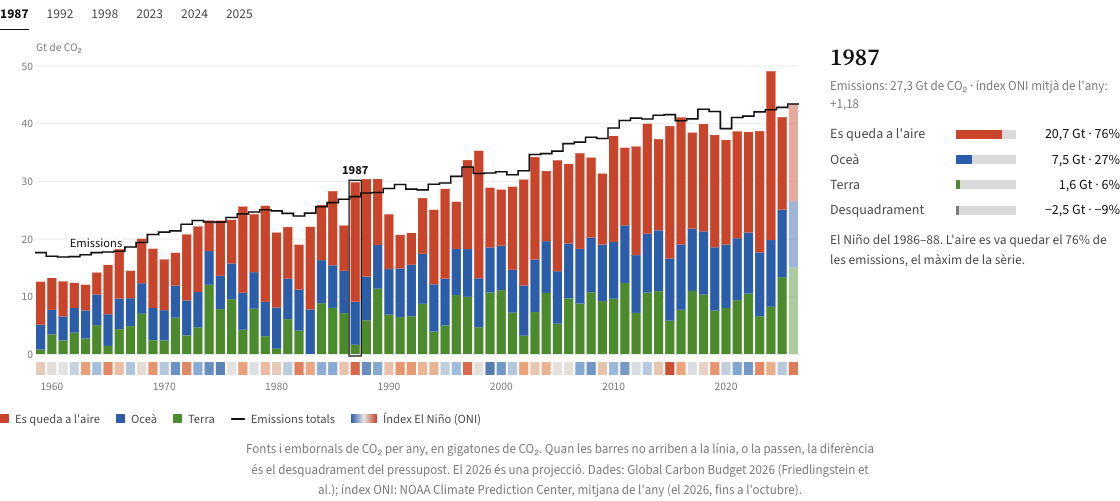 1987 1992 1998 2023 2024 2025
Gt de CO₂
50
40
30
20
10
0
1987
Emissions
1960 1970 1980 1990 2000 2010 2020
Es queda a l'aire Oceà Terra Emissions totals Índex El Niño (ONI)
1987
Emissions: 27,3 Gt de CO₂ · índex ONI mitjà de l'any:
+1,18
Es queda a l'aire 20,7 Gt · 76%
Oceà 7,5 Gt · 27%
Terra 1,6 Gt · 6%
Desquadrament −2,5 Gt · −9%
El Niño del 1986–88. L'aire es va quedar el 76% de
les emissions, el màxim de la sèrie.
Fonts i embornals de CO₂ per any, en gigatones de CO₂. Quan les barres no arriben a la línia, o la passen, la diferència
és el desquadrament del pressupost. El 2026 és una projecció. Dades: Global Carbon Budget 2026 (Friedlingstein et
al.); índex ONI: NOAA Climate Prediction Center, mitjana de l'any (el 2026, fins a l'octubre).